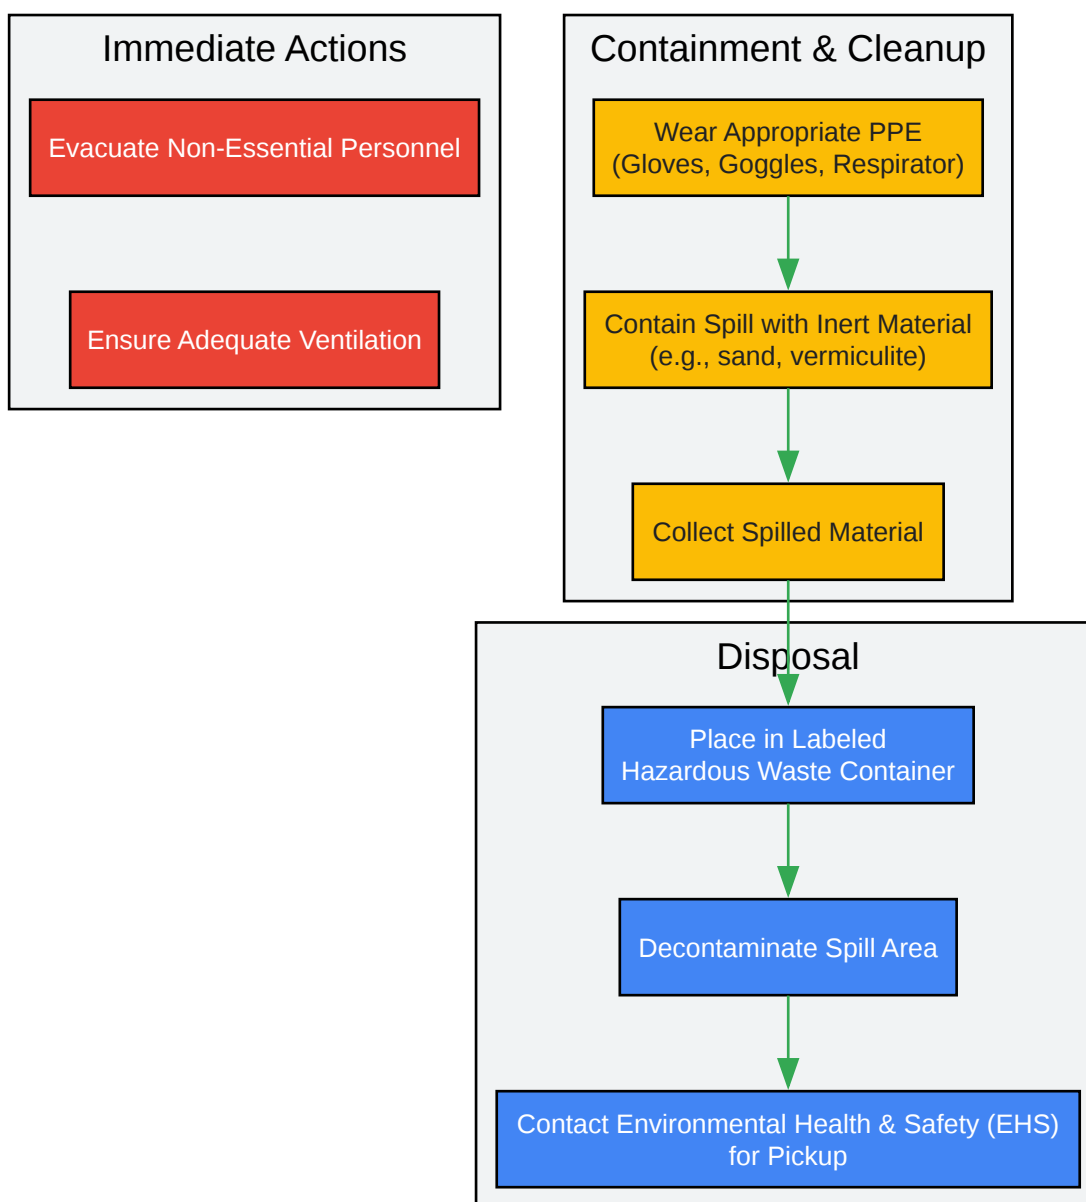 Immediate Actions
Evacuate Non-Essential Personnel
Ensure Adequate Ventilation
Containment & Cleanup
Wear Appropriate PPE
(Gloves, Goggles, Respirator)
Contain Spill with Inert Material
(e.g., sand, vermiculite)
Collect Spilled Material
Disposal
Place in Labeled
Hazardous Waste Container
Decontaminate Spill Area
Contact Environmental Health & Safety (EHS)
for Pickup